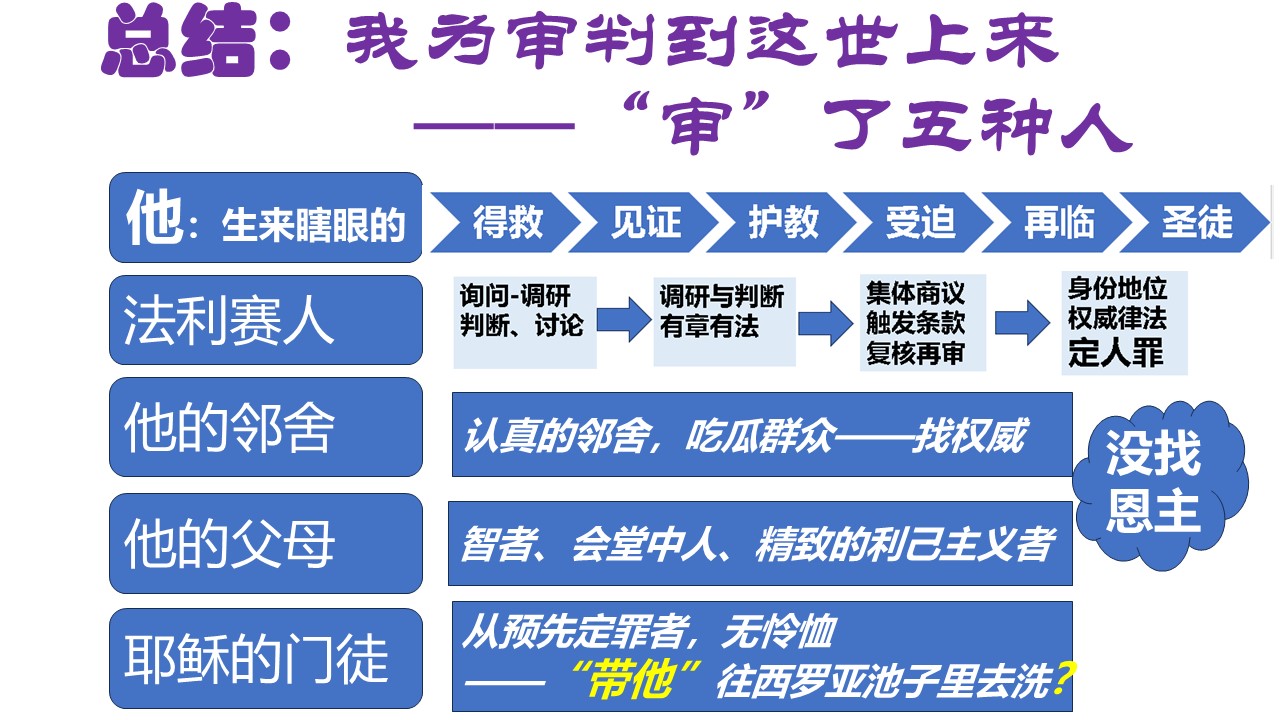 总结：我为审判到这世上来
——“审”了五种人
他：生来瞎眼的
得救
见证
护教
受迫
再临
圣徒
法利赛人
询问-调研
判断、讨论
调研与判断
有章有法
集体商议
触发条款
复核再审
身份地位
权威律法
定人罪
他的邻舍
认真的邻舍，吃瓜群众——找权威
没找
恩主
他的父母
智者、会堂中人、精致的利己主义者
耶稣的门徒
从预先定罪者，无怜恤
——“带他”往西罗亚池子里去洗？